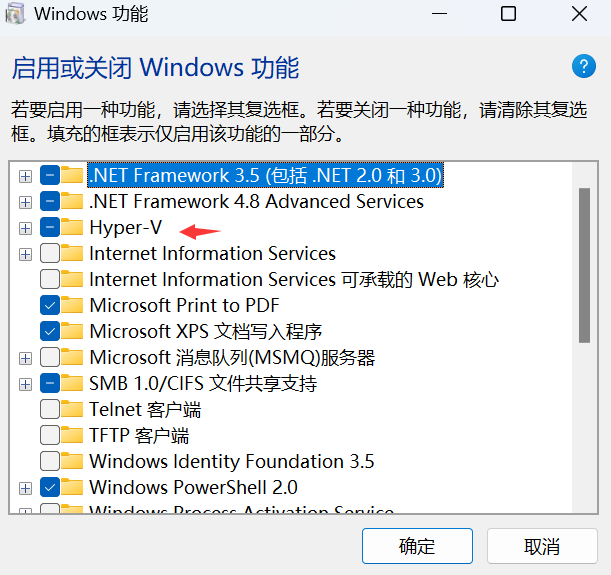 Windows 功能
启用或关闭 Windows 功能
?
若要启用一种功能，请选择其复选框。若要关闭一种功能，请清除其复选
框。填充的框表示仅启用该功能的一部分。
.NET Framework 3.5 (包括 .NET 2.0 和 3.0)
.NET Framework 4.8 Advanced Services
Hyper-V
Internet Information Services
Internet Information Services 可承载的 Web 核心
Microsoft Print to PDF
Microsoft XPS 文档写入程序
Microsoft 消息队列(MSMQ)服务器
SMB 1.0/CIFS 文件共享支持
Telnet 客户端
TFTP 客户端
Windows Identity Foundation 3.5
Windows PowerShell 2.0
Windows Process Activation Service
确定
取消